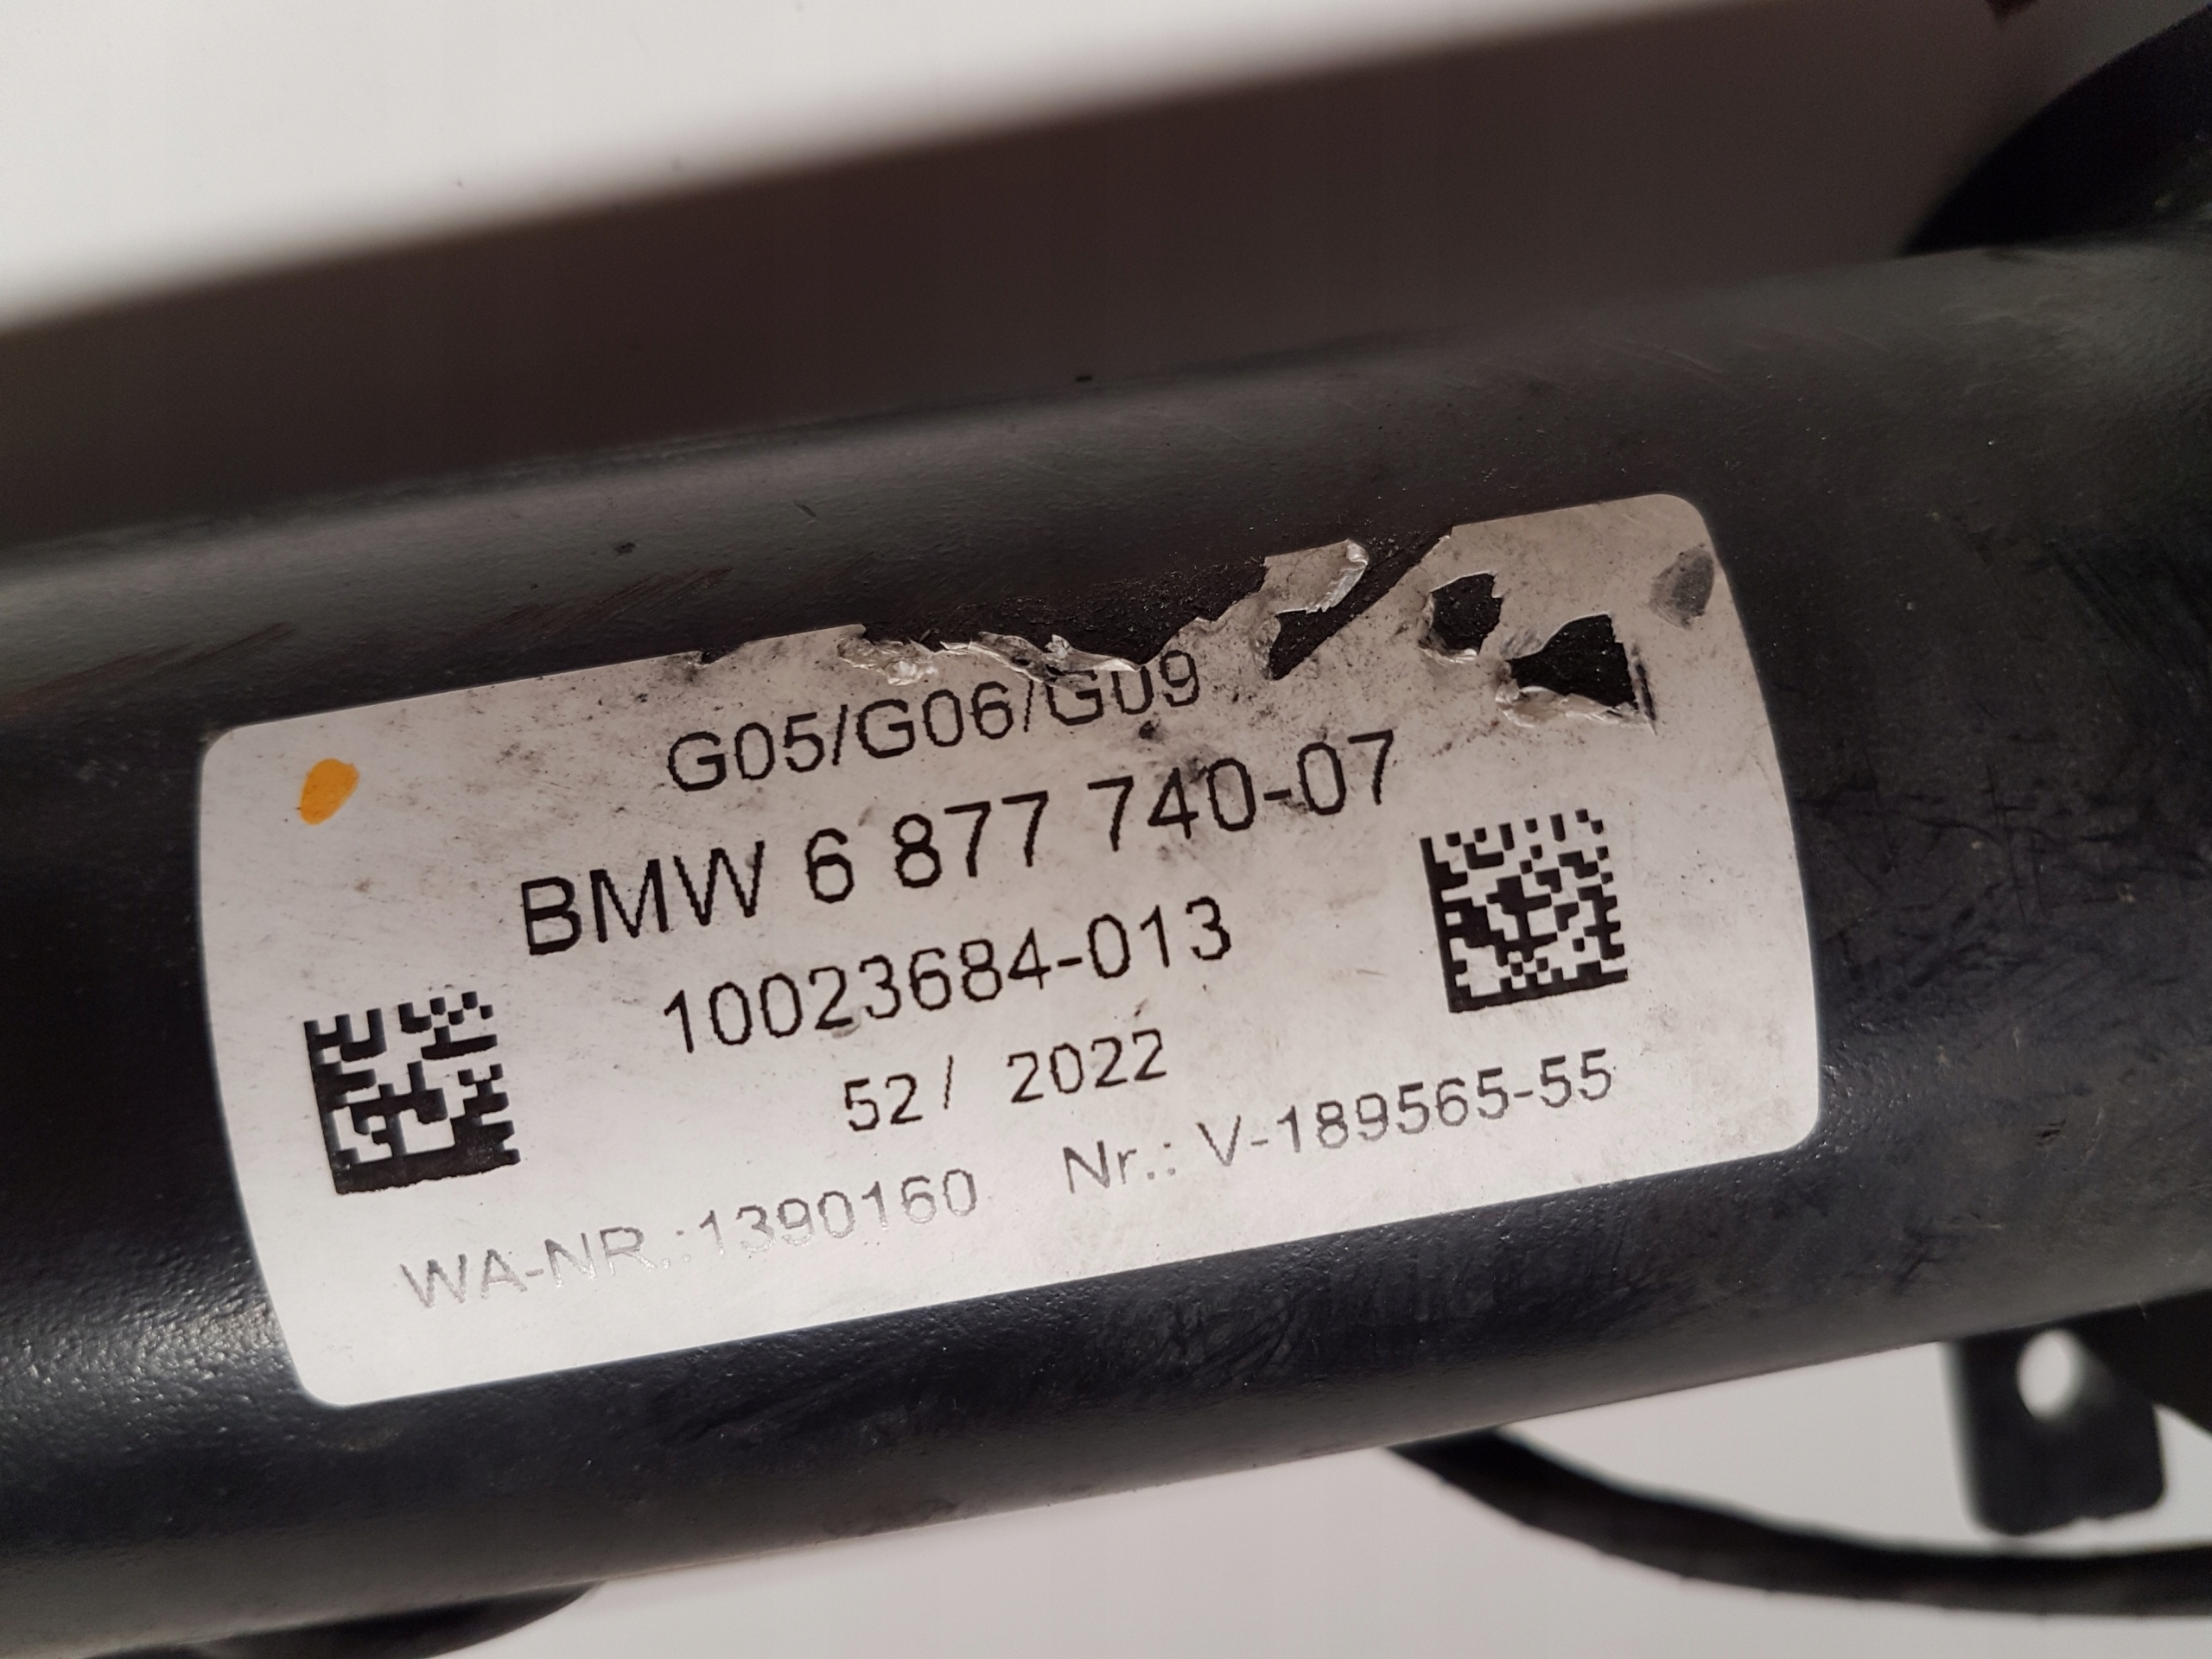 G05/G06/G09
BMW 6 877 740-07
10023684-013
52/ 2022
WA-NR.:1390160 Nr.: V-189565-55